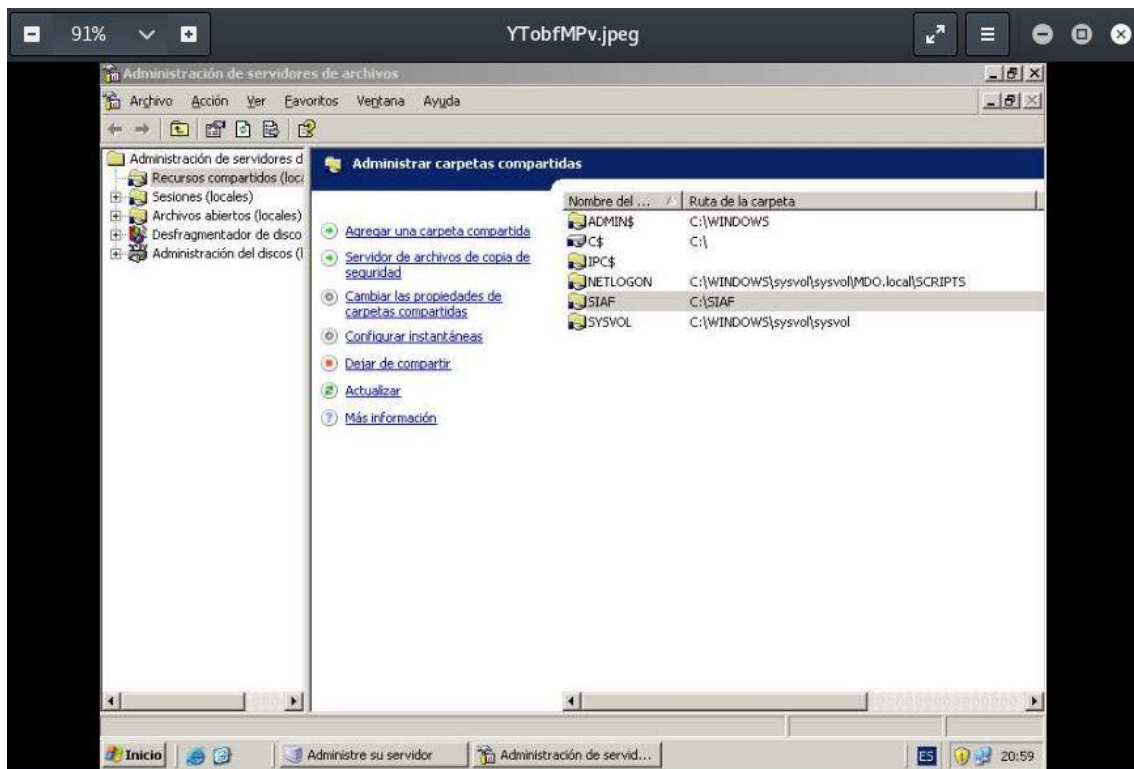 91%
YTobfMPv.jpeg
Administración de servidores de archivos
Archivo Acción Ver Favoritos Ventana Ayuda
Administración de servidores d
Recursos compartidos (loca
Sesiones (locales)
Archivos abiertos (locales)
Desfragmentador de disco
Administración del discos (l
Administrar carpetas compartidas
Agregar una carpeta compartida
Servidor de archivos de copia de
seguridad
Cambiar las propiedades de
carpetas compartidas
Configurar instantáneas
Dejar de compartir
Actualizar
Más información
Nombre del ... Ruta de la carpeta
ADMIN$ C:\WINDOWS
C$ C:\
IPC$
NETLOGON C:\WINDOWS\sysvol\sysvol\MDO.local\SCRIPTS
SIAF C:\SIAF
SYSVOL C:\WINDOWS\sysvol\sysvol
Inicio
Administre su servidor
Administración de servid...
ES
20:59